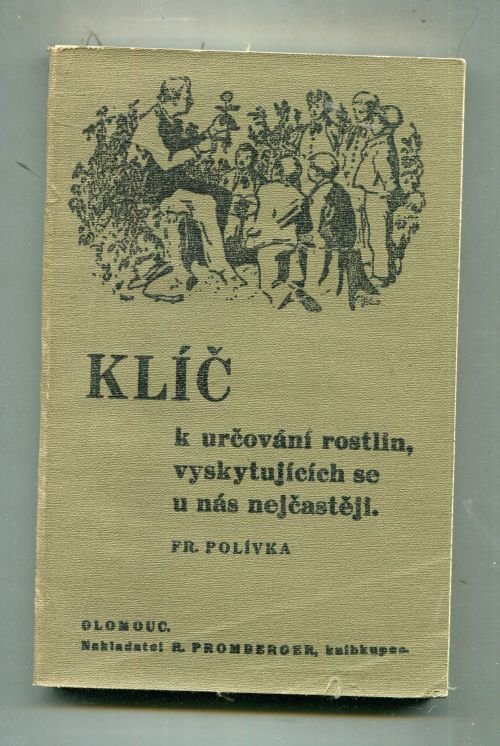 KLÍČ
k určování rostlin,
vyskytujících se
u nás nejčastěji.
FR. POLÍVKA
OLOMOUC.
Nakladatel R. PROMBERGER, knihkupec.